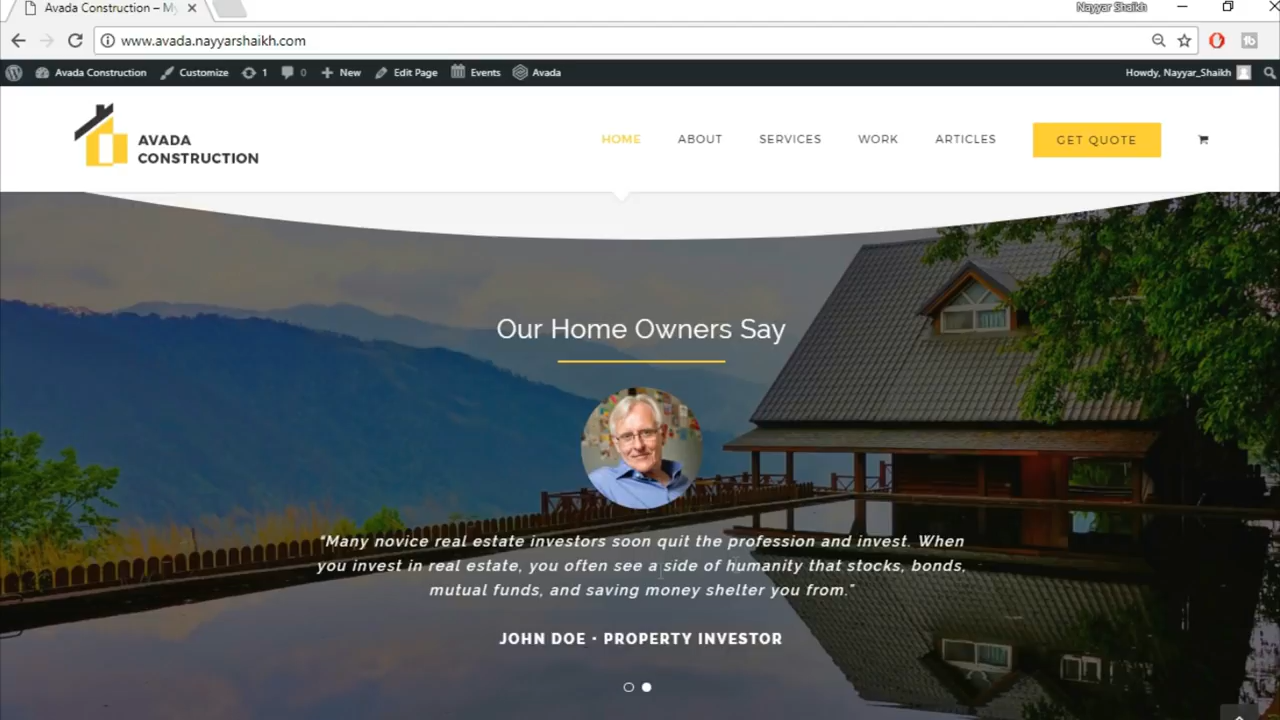 Avada Construction – My
Nayyar Shaikh
www.avada.nayyarshaikh.com
Avada Construction
Customize
1
0
New
Edit Page
Events
Avada
Howdy, Nayyar_Shaikh
AVADA
CONSTRUCTION
HOME
ABOUT
SERVICES
WORK
ARTICLES
GET QUOTE
Our Home Owners Say
“Many novice real estate investors soon quit the profession and invest. When
you invest in real estate, you often see a side of humanity that stocks, bonds,
mutual funds, and saving money shelter you from.”
JOHN DOE · PROPERTY INVESTOR